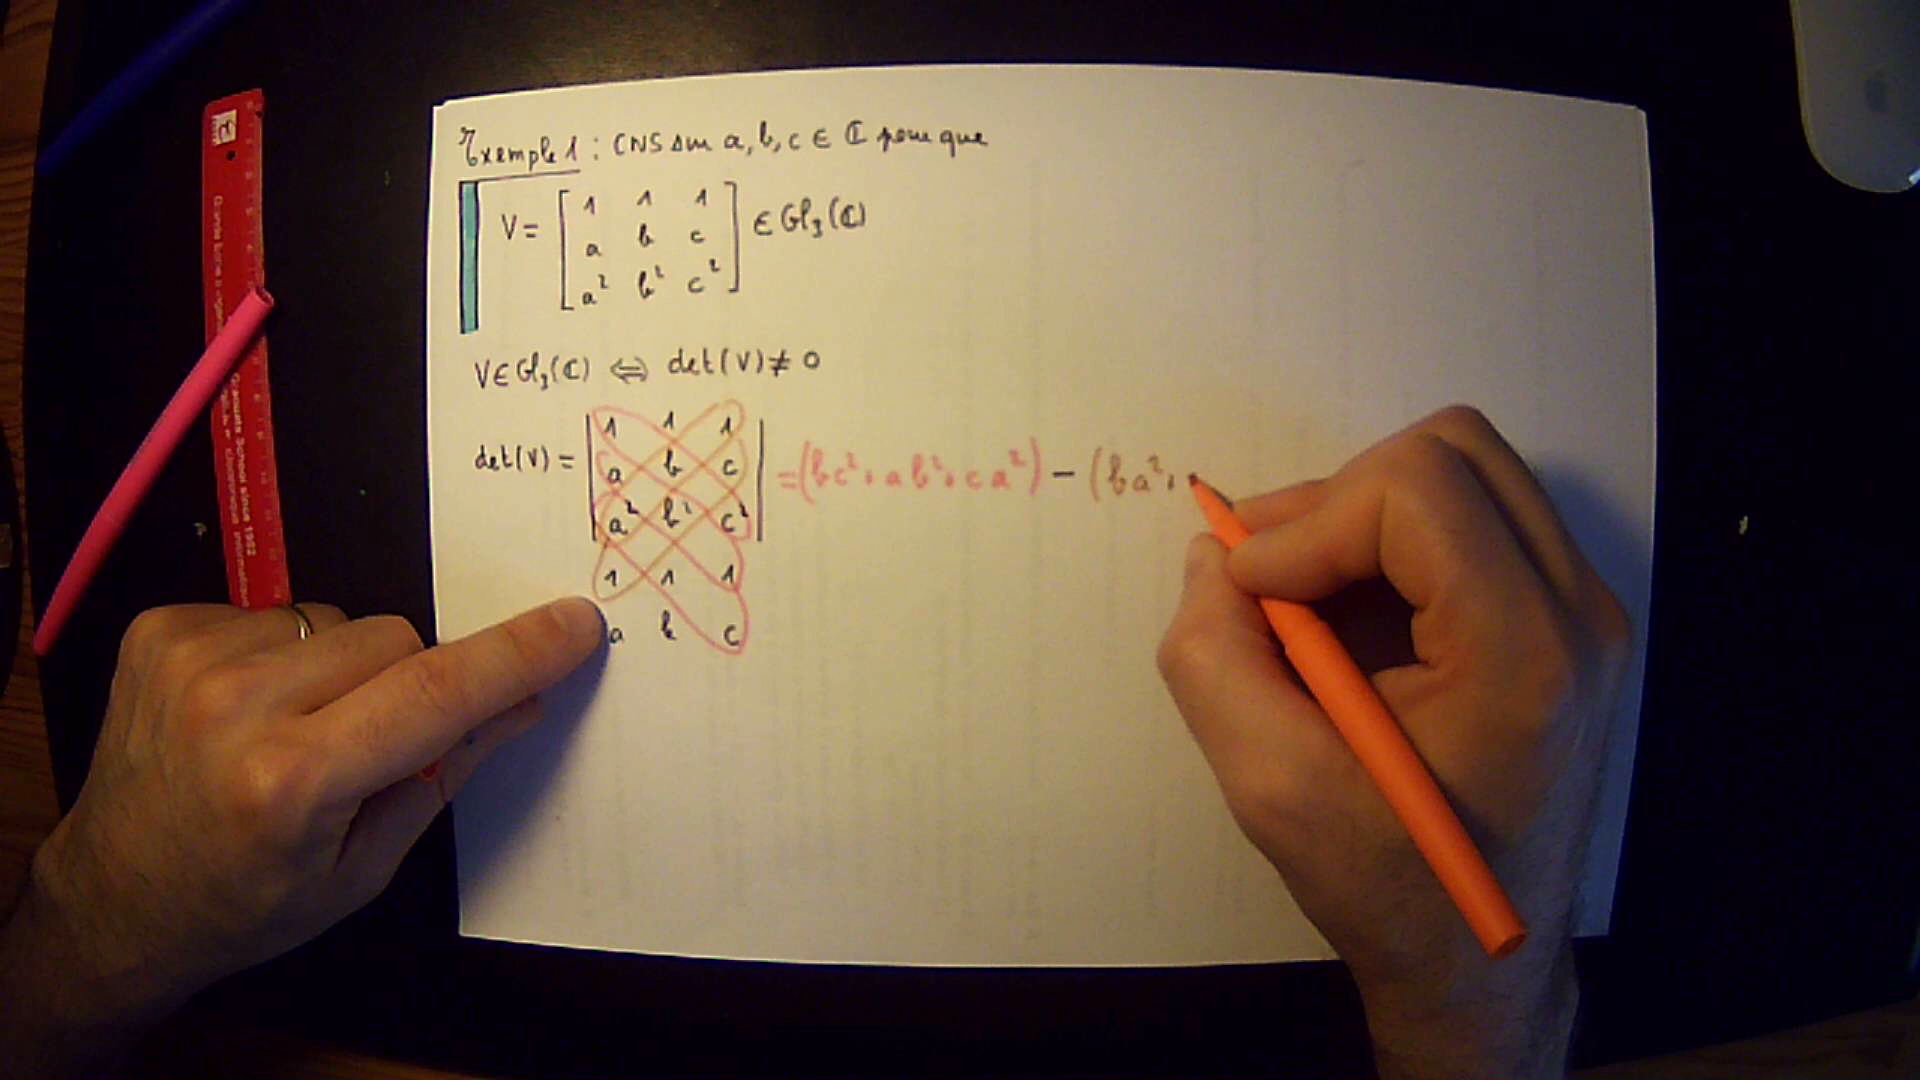 Exemple 1 : CNS sur a, b, c ∈ ℂ pour que
V = [ 1 1 1 ] ∈ Gl₃(ℂ)
a b c
a² b² c²
V ∈ Gl₃(ℂ) ⇔ det(V) ≠ 0
det(V) = | 1 1 1 | = (bc² + ab² + ca²) − (ba² +
a b c
a² b² c²
1 1 1
a b c